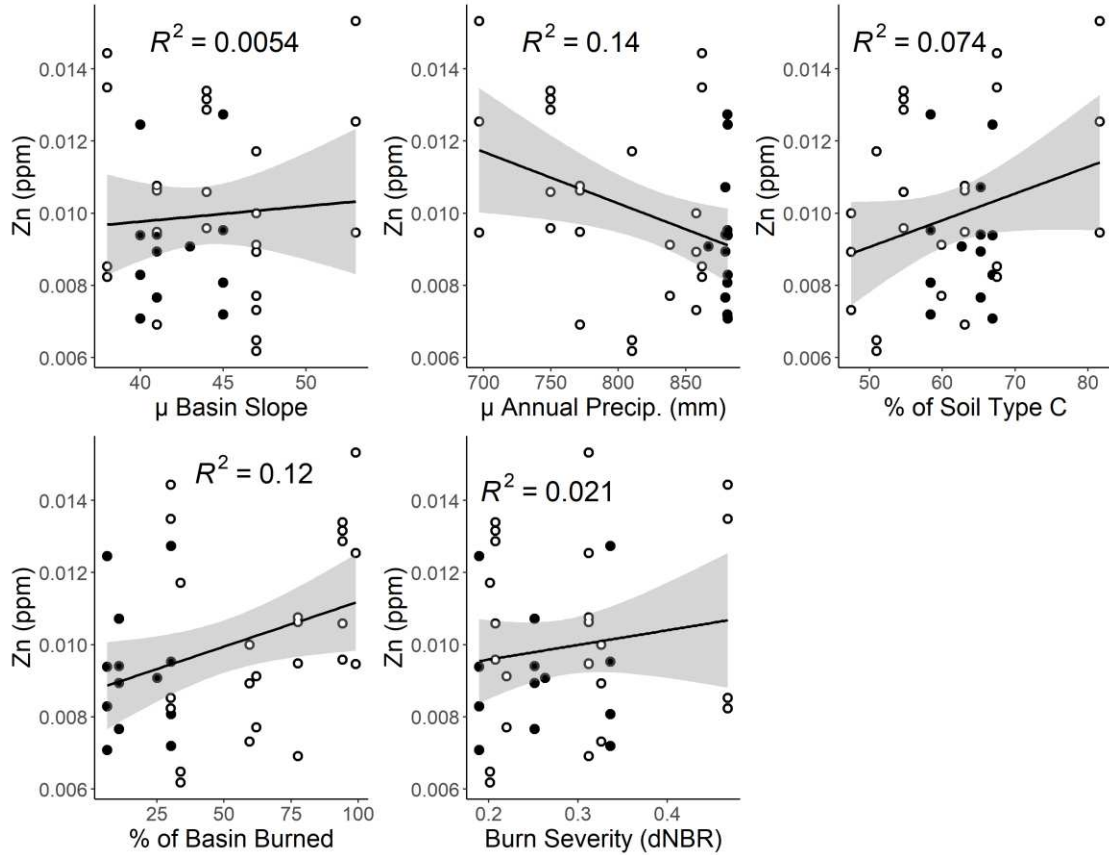 R² = 0.0054
Zn (ppm)
0.014
0.012
0.010
0.008
0.006
40 45 50
μ Basin Slope
R² = 0.14
Zn (ppm)
0.014
0.012
0.010
0.008
0.006
700 750 800 850
μ Annual Precip. (mm)
R² = 0.074
Zn (ppm)
0.014
0.012
0.010
0.008
0.006
50 60 70 80
% of Soil Type C
R² = 0.12
Zn (ppm)
0.014
0.012
0.010
0.008
0.006
25 50 75 100
% of Basin Burned
R² = 0.021
Zn (ppm)
0.014
0.012
0.010
0.008
0.006
0.2 0.3 0.4
Burn Severity (dNBR)